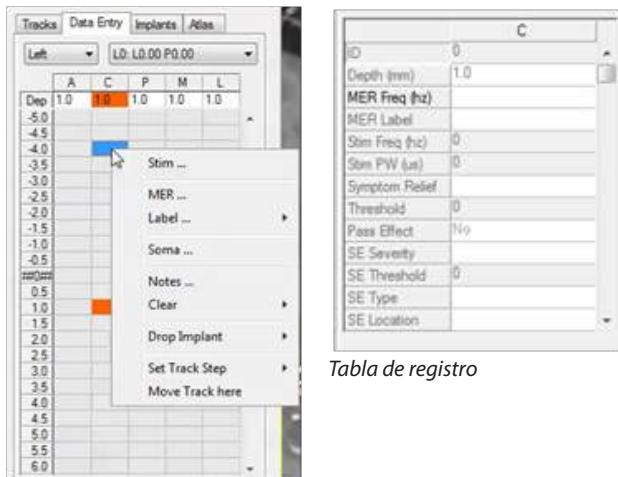 Tracks Data Entry Implants Atlas
Left L0: L0.00 P0.00
A C P M L
Dep 1.0 1.0 1.0 1.0 1.0
-5.0
-4.5
-4.0
-3.5
-3.0
-2.5
-2.0
-1.5
-1.0
-0.5
##0##
0.5
1.0
1.5
2.0
2.5
3.0
3.5
4.0
4.5
5.0
5.5
6.0
Stim ...
MER ...
Label ...
Soma ...
Notes ...
Clear
Drop Implant
Set Track Step
Move Track here
C
ID 0
Depth (mm) 1.0
MER Freq (hz)
MER Label
Stim Freq (hz) 0
Stim PW (us) 0
Symptom Relief
Threshold 0
Pass Effect No
SE Severity
SE Threshold 0
SE Type
SE Location
Tabla de registro